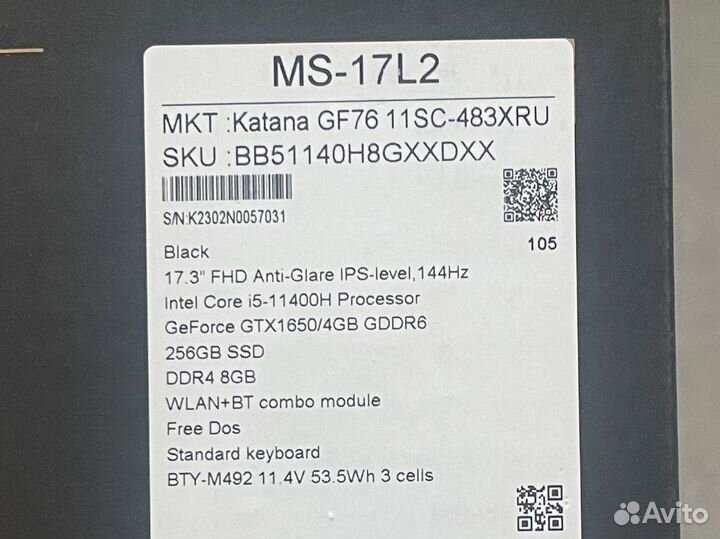 MS-17L2
MKT :Katana GF76 11SC-483XRU
SKU :BB51140H8GXXDXX
S/N:K2302N0057031
105
Black
17.3" FHD Anti-Glare IPS-level,144Hz
Intel Core i5-11400H Processor
GeForce GTX1650/4GB GDDR6
256GB SSD
DDR4 8GB
WLAN+BT combo module
Free Dos
Standard keyboard
BTY-M492 11.4V 53.5Wh 3 cells
Avito